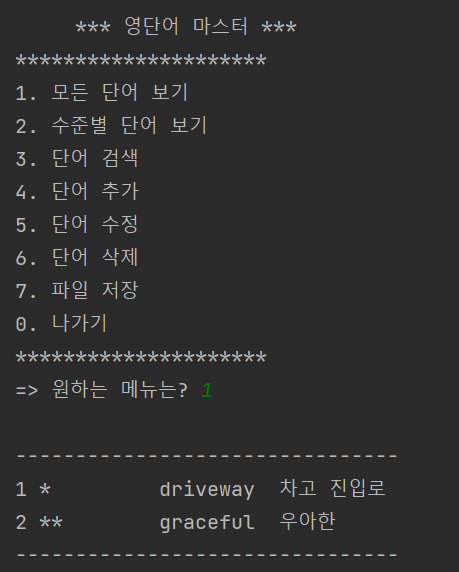 *** 영단어 마스터 ***
*********************
1. 모든 단어 보기
2. 수준별 단어 보기
3. 단어 검색
4. 단어 추가
5. 단어 수정
6. 단어 삭제
7. 파일 저장
0. 나가기
*********************
=> 원하는 메뉴는? 1
--------------------------------
1 * driveway 차고 진입로
2 ** graceful 우아한
--------------------------------